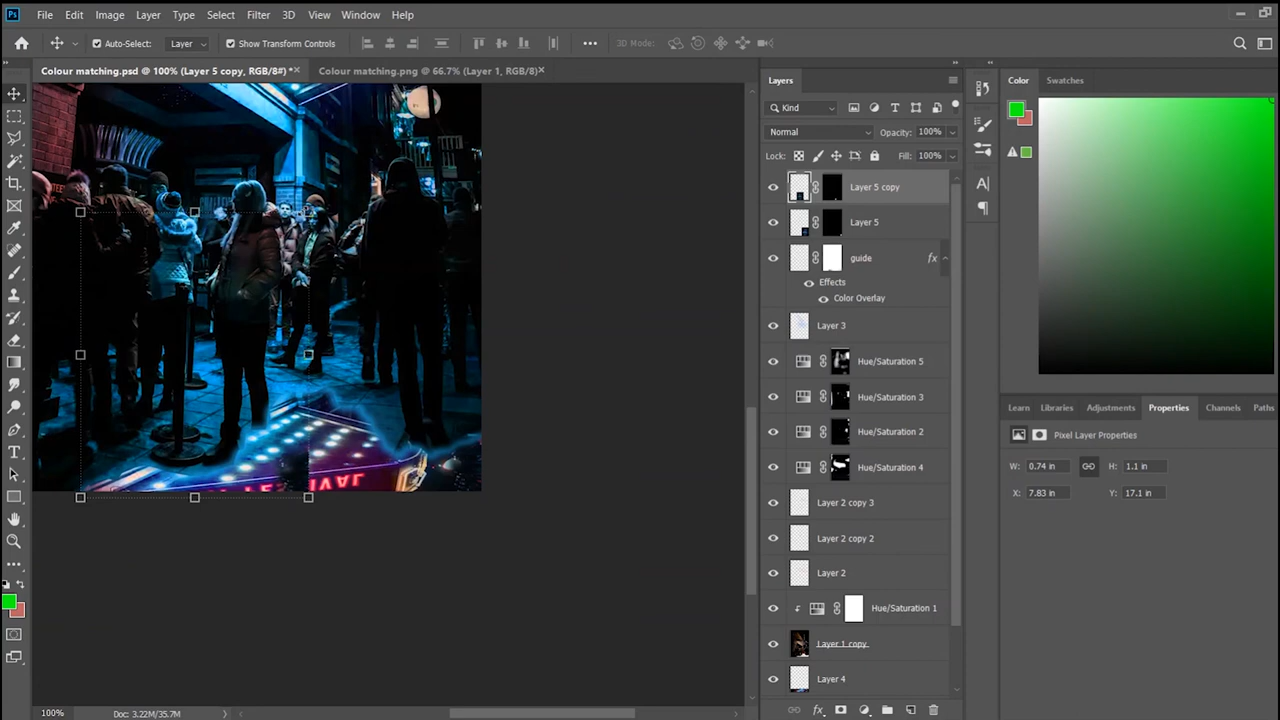 Ps File Edit Image Layer Type Select Filter 3D View Window Help
Auto-Select: Layer Show Transform Controls 3D Mode:
Colour matching.psd @ 100% (Layer 5 copy, RGB/8#) * Colour matching.png @ 66.7% (Layer 1, RGB/8)
Layers
Kind
Normal Opacity: 100%
Lock: Fill: 100%
Layer 5 copy
Layer 5
guide fx
Effects
Color Overlay
Layer 3
Hue/Saturation 5
Hue/Saturation 3
Hue/Saturation 2
Hue/Saturation 4
Layer 2 copy 3
Layer 2 copy 2
Layer 2
Hue/Saturation 1
Layer 1 copy
Layer 4
fx
Color Swatches
Learn Libraries Adjustments Properties Channels Paths
Pixel Layer Properties
W: 0.74 in H: 1.1 in
X: 7.83 in Y: 17.1 in
100% Doc: 3.22M/35.7M